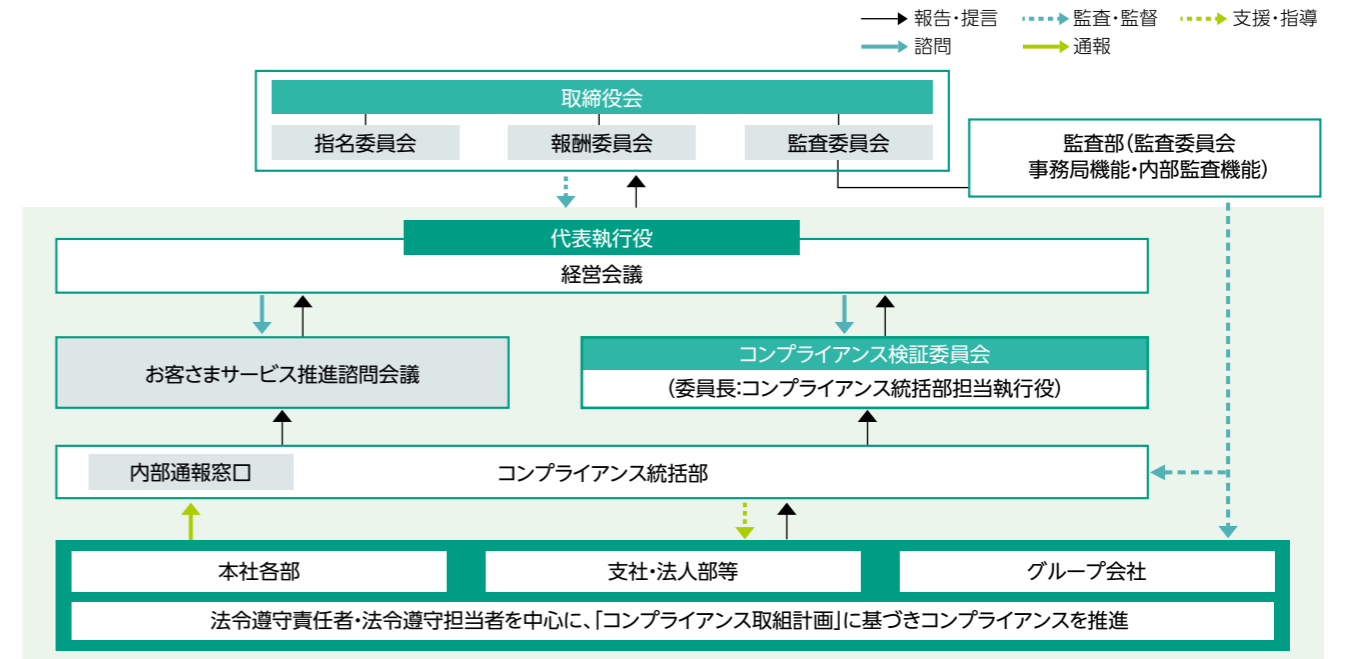 報告・提言
監査・監督
支援・指導
諮問
通報
取締役会
指名委員会
報酬委員会
監査委員会
監査部(監査委員会
事務局機能・内部監査機能)
代表執行役
経営会議
お客さまサービス推進諮問会議
コンプライアンス検証委員会
(委員長:コンプライアンス統括部担当執行役)
内部通報窓口
コンプライアンス統括部
本社各部
支社・法人部等
グループ会社
法令遵守責任者・法令遵守担当者を中心に、「コンプライアンス取組計画」に基づきコンプライアンスを推進